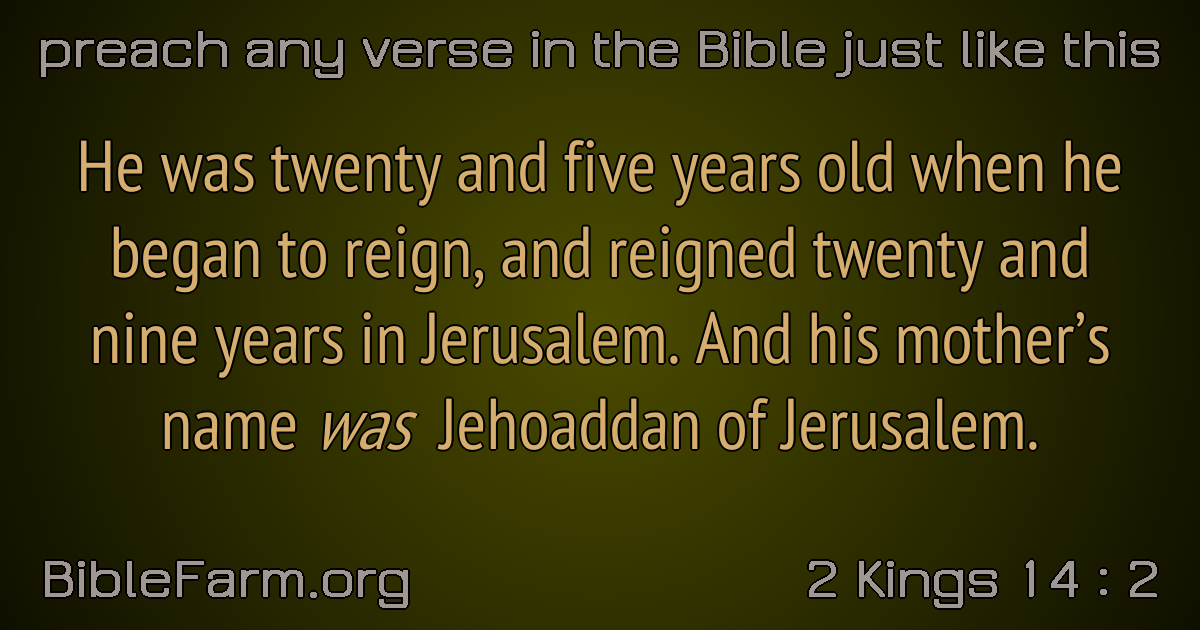 preach any verse in the Bible just like this
He was twenty and five years old when he
began to reign, and reigned twenty and
nine years in Jerusalem. And his mother’s
name was Jehoaddan of Jerusalem.
BibleFarm.org
2 Kings 14 : 2